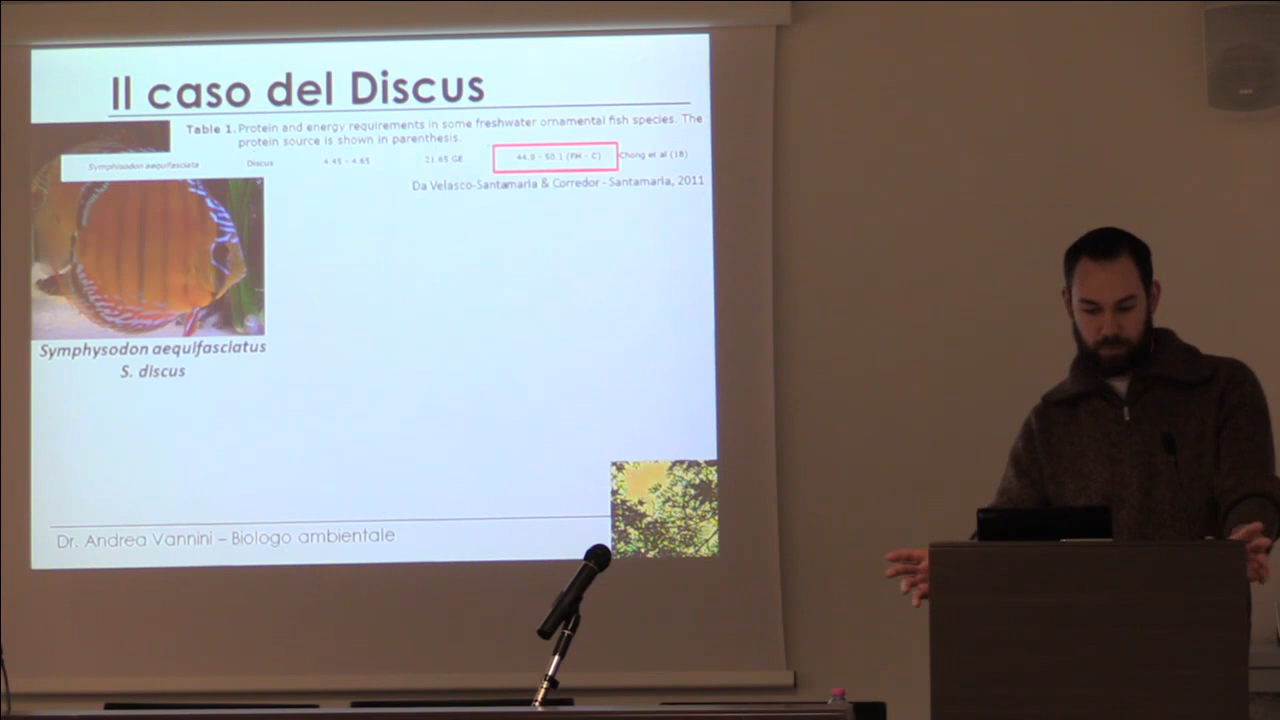 Il caso del Discus
Table 1. Protein and energy requirements in some freshwater ornamental fish species. The
protein source is shown in parenthesis.
Symphisodon aequifasciata Discus 4.45 - 4.65 21.65 GE 44.9 - 50.1 (FM - C) Chong et al (18)
Da Velasco-Santamaria & Corredor - Santamaria, 2011
Symphysodon aequifasciatus
S. discus
Dr. Andrea Vannini – Biologo ambientale